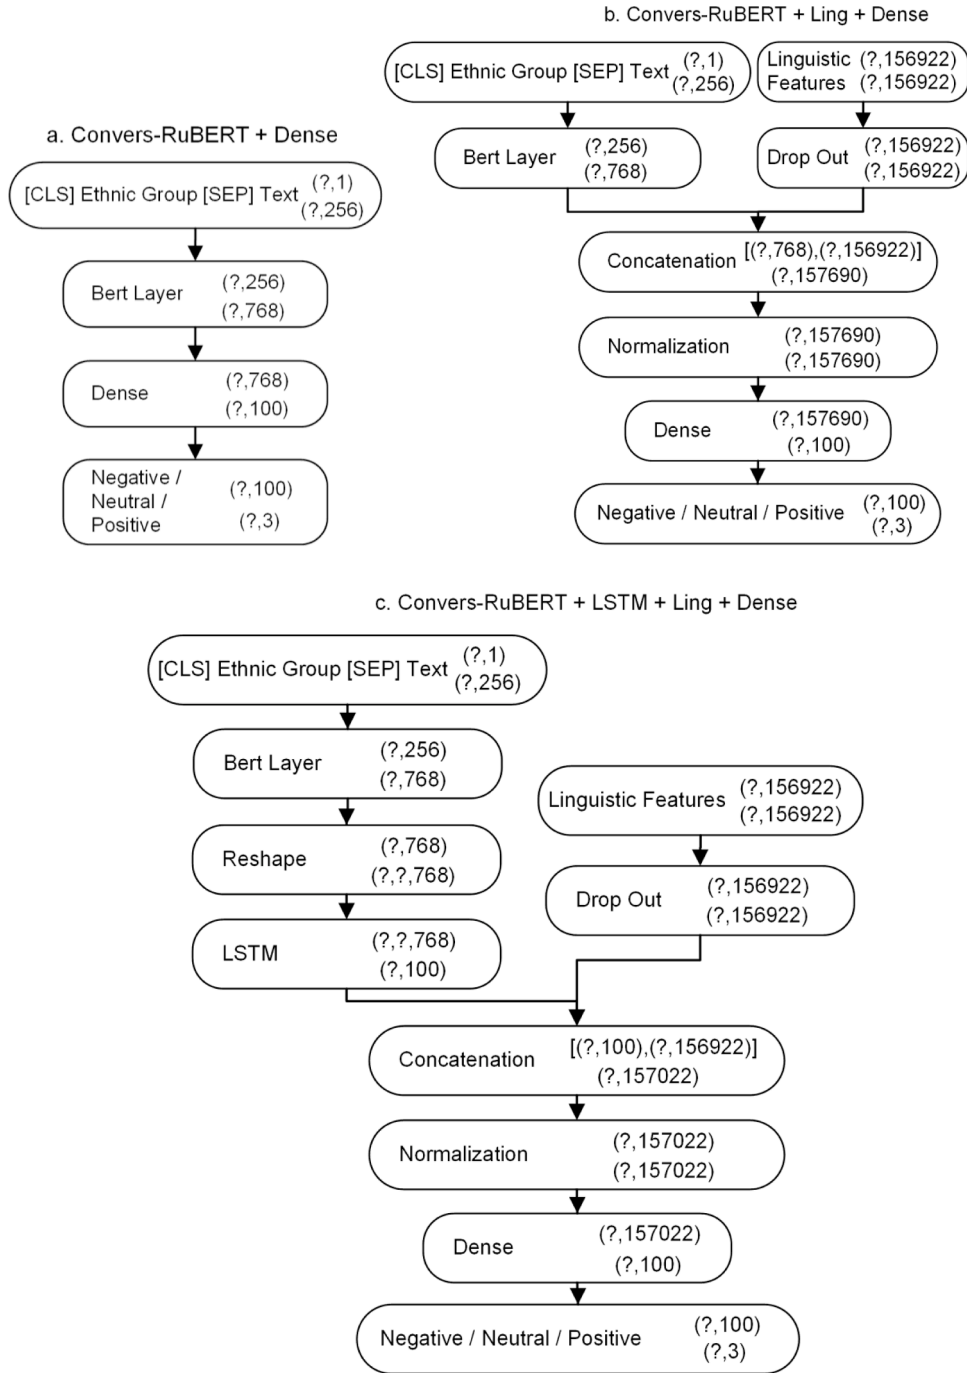 a. Convers-RuBERT + Dense
[CLS] Ethnic Group [SEP] Text (?,1)
(?,256)
Bert Layer (?,256)
(?,768)
Dense (?,768)
(?,100)
Negative /
Neutral / (?,100)
Positive (?,3)
b. Convers-RuBERT + Ling + Dense
[CLS] Ethnic Group [SEP] Text (?,1)
(?,256)
Linguistic (?,156922)
Features (?,156922)
Bert Layer (?,256)
(?,768)
Drop Out (?,156922)
(?,156922)
Concatenation [(?,768),(?,156922)]
(?,157690)
Normalization (?,157690)
(?,157690)
Dense (?,157690)
(?,100)
Negative / Neutral / Positive (?,100)
(?,3)
c. Convers-RuBERT + LSTM + Ling + Dense
[CLS] Ethnic Group [SEP] Text (?,1)
(?,256)
Bert Layer (?,256)
(?,768)
Reshape (?,768)
(?,?,768)
LSTM (?,?,768)
(?,100)
Linguistic Features (?,156922)
(?,156922)
Drop Out (?,156922)
(?,156922)
Concatenation [(?,100),(?,156922)]
(?,157022)
Normalization (?,157022)
(?,157022)
Dense (?,157022)
(?,100)
Negative / Neutral / Positive (?,100)
(?,3)